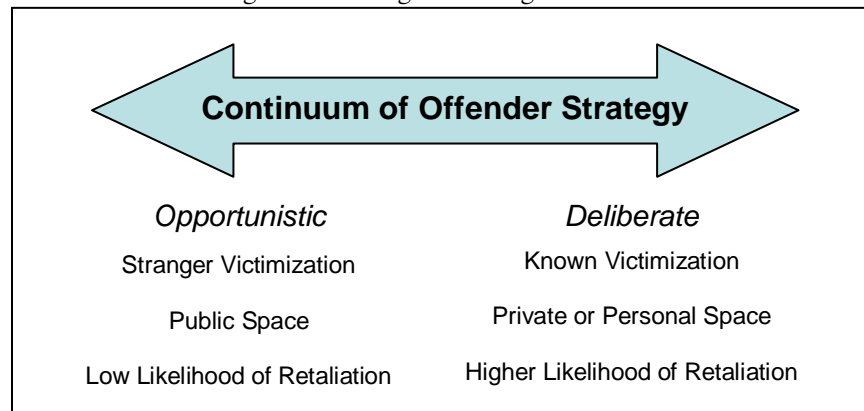 Continuum of Offender Strategy
Opportunistic Deliberate
Stranger Victimization Known Victimization
Public Space Private or Personal Space
Low Likelihood of Retaliation Higher Likelihood of Retaliation